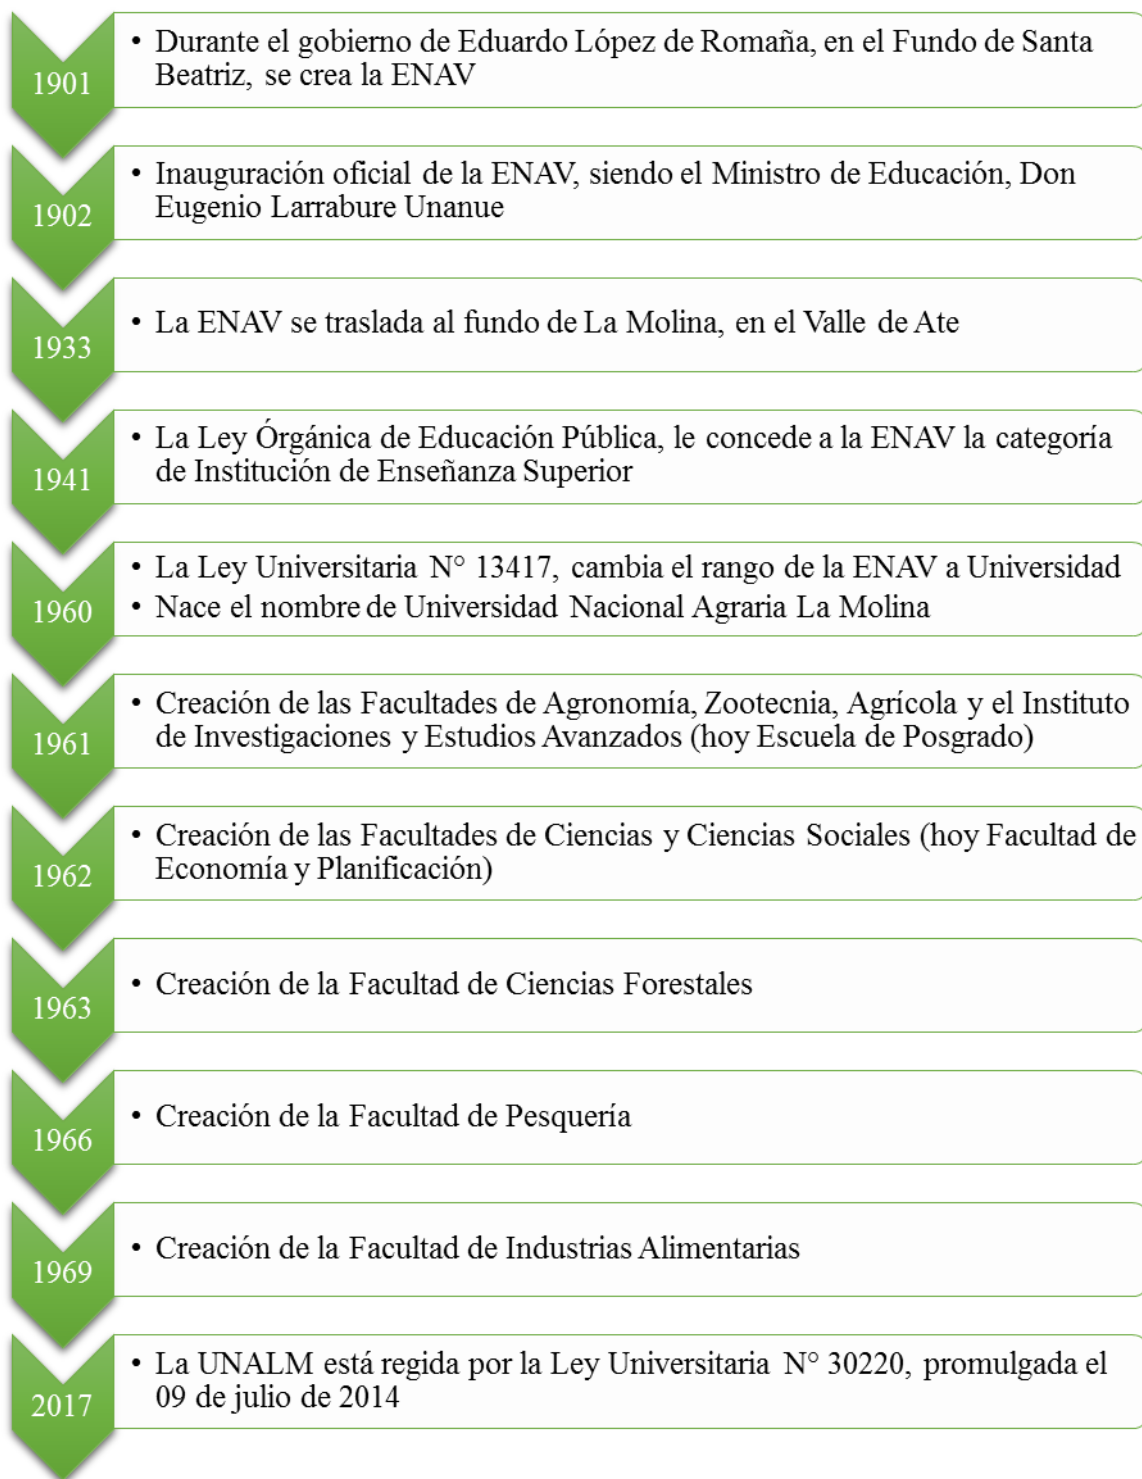 1901
• Durante el gobierno de Eduardo López de Romaña, en el Fundo de Santa
Beatriz, se crea la ENAV
1902
• Inauguración oficial de la ENAV, siendo el Ministro de Educación, Don
Eugenio Larrabure Unanue
1933
• La ENAV se traslada al fundo de La Molina, en el Valle de Ate
1941
• La Ley Órgánica de Educación Pública, le concede a la ENAV la categoría
de Institución de Enseñanza Superior
1960
• La Ley Universitaria N° 13417, cambia el rango de la ENAV a Universidad
• Nace el nombre de Universidad Nacional Agraria La Molina
1961
• Creación de las Facultades de Agronomía, Zootecnia, Agrícola y el Instituto
de Investigaciones y Estudios Avanzados (hoy Escuela de Posgrado)
1962
• Creación de las Facultades de Ciencias y Ciencias Sociales (hoy Facultad de
Economía y Planificación)
1963
• Creación de la Facultad de Ciencias Forestales
1966
• Creación de la Facultad de Pesquería
1969
• Creación de la Facultad de Industrias Alimentarias
2017
• La UNALM está regida por la Ley Universitaria N° 30220, promulgada el
09 de julio de 2014